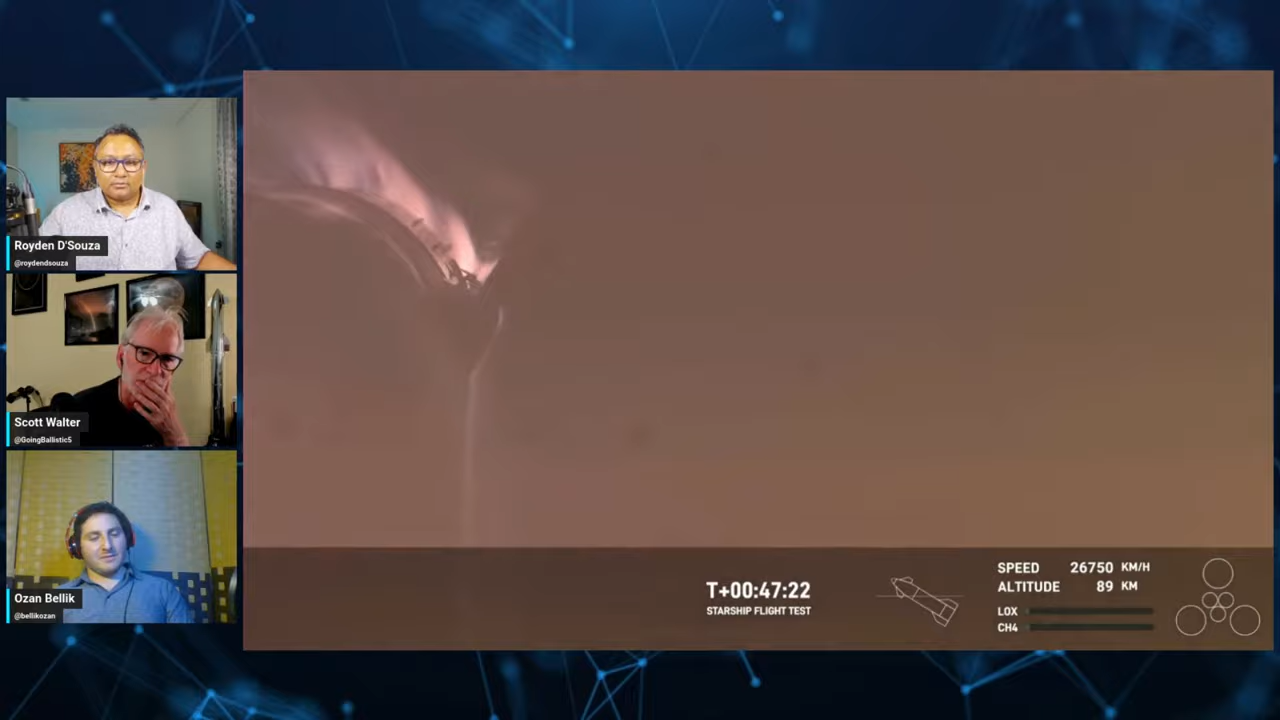 Royden D'Souza
@roydendsouza
Scott Walter
@GoingBallistic5
Ozan Bellik
@bellikozan
T+00:47:22
STARSHIP FLIGHT TEST
SPEED 26750 KM/H
ALTITUDE 89 KM
LOX
CH4